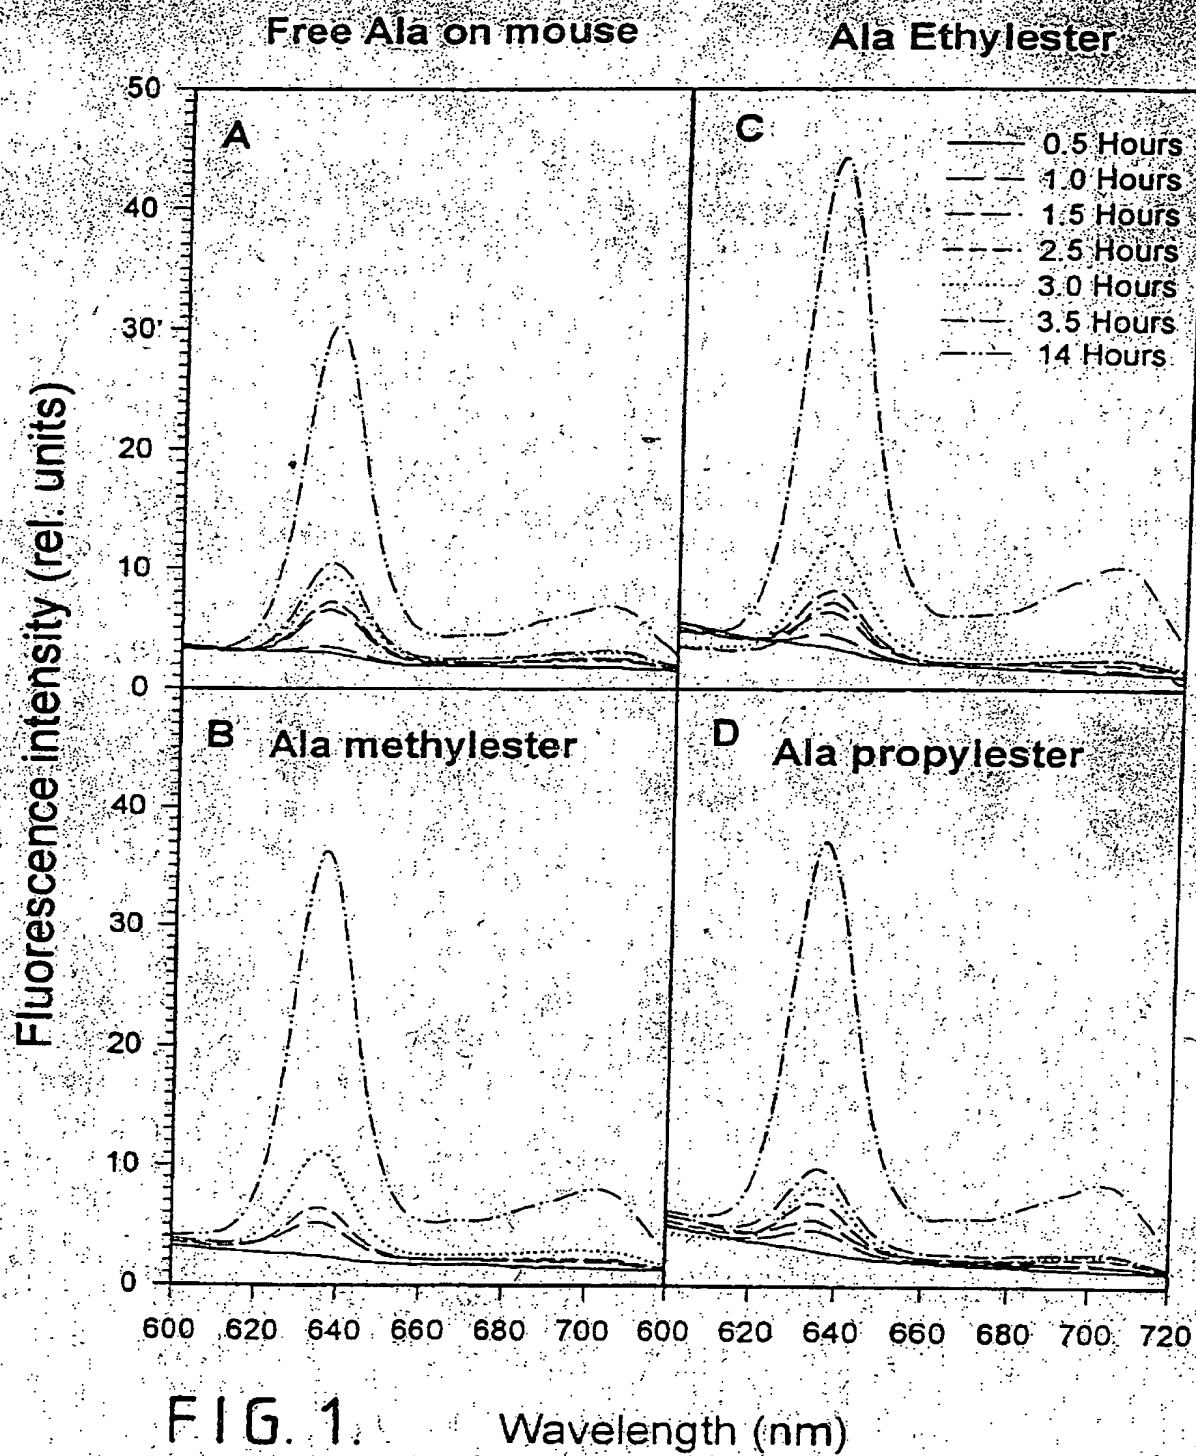 Free Ala on mouse
Ala Ethylester
50
A
C
0.5 Hours
1.0 Hours
1.5 Hours
2.5 Hours
3.0 Hours
3.5 Hours
14 Hours
40
30
20
10
0
B
Ala methylester
D
Ala propylester
40
30
20
10
0
Fluorescence intensity (rel. units)
600 620 640 660 680 700 600 620 640 660 680 700 720
FIG. 1.
Wavelength (nm)